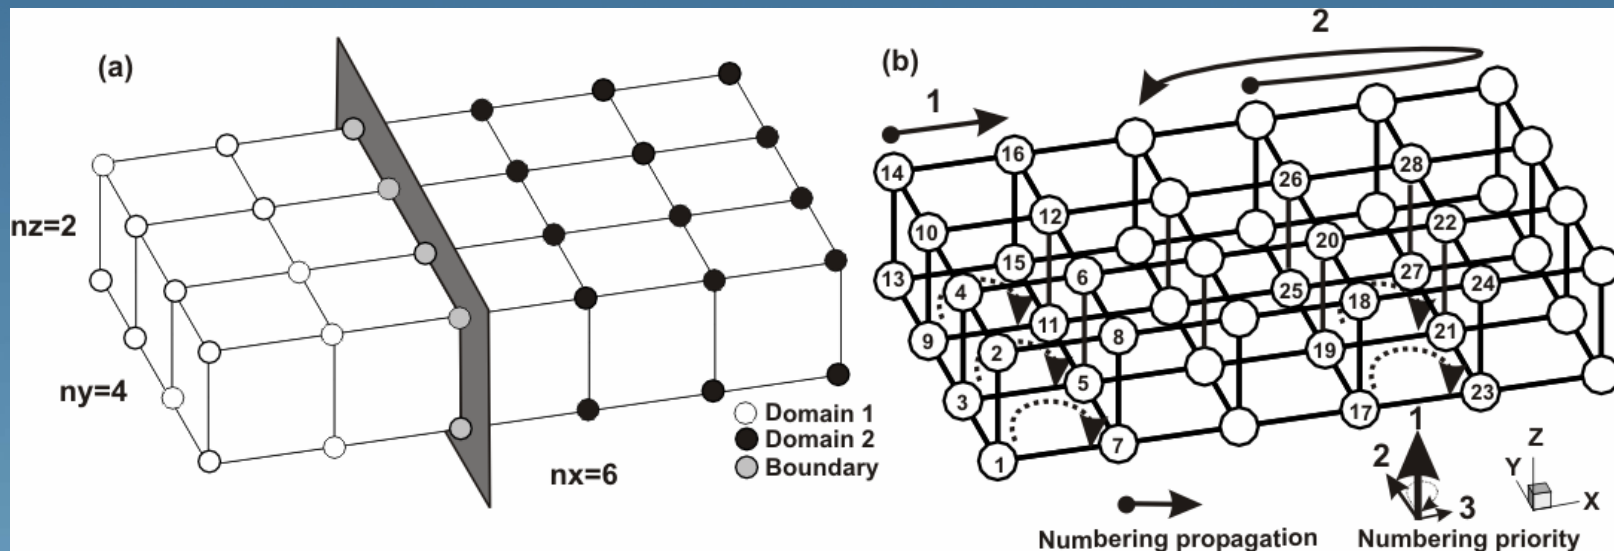 (a)
nz=2
ny=4
nx=6
Domain 1
Domain 2
Boundary
(b)
2
1
14 16
26 28
10 12
20 22
13 15
4 6
25 27
18 24
9 11
2 8
19 21
3 5
17 23
1 7
1
2
3
Z
Y
X
Numbering propagation
Numbering priority